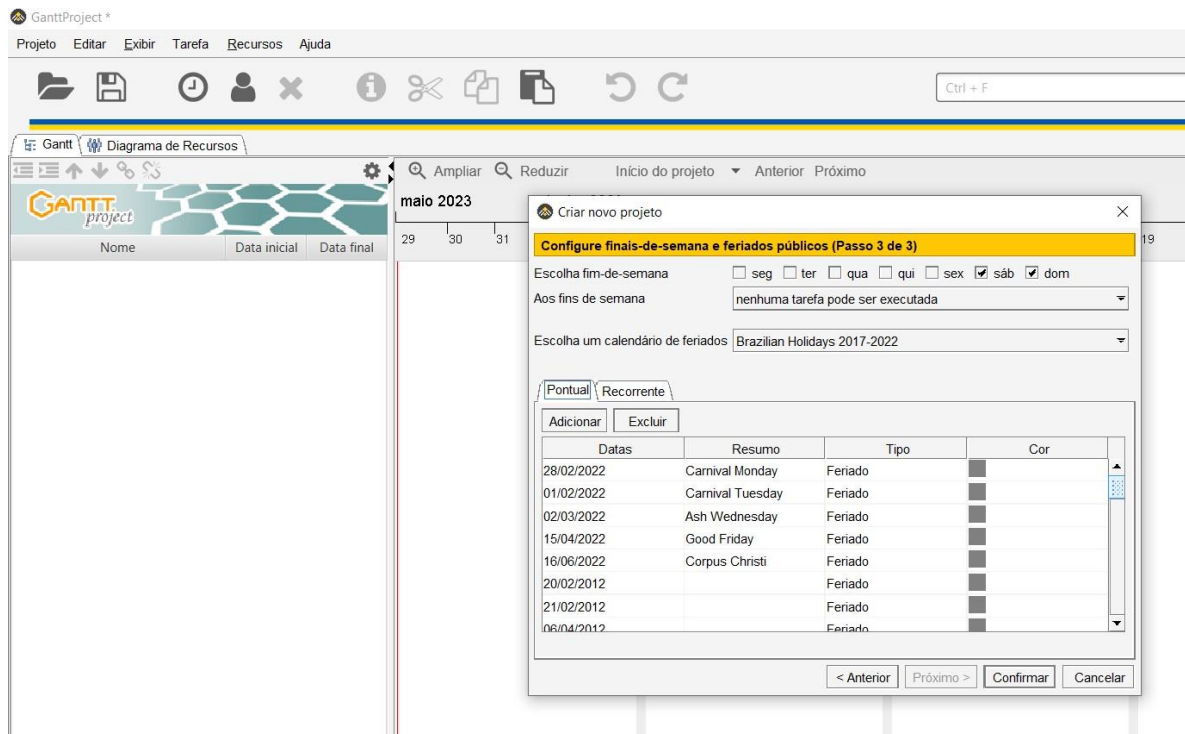 GanttProject *
Projeto Editar Exibir Tarefa Recursos Ajuda
Ctrl + F
Gantt Diagrama de Recursos
Ampliar Reduzir Início do projeto Anterior Próximo
GANTT project
maio 2023
Nome Data inicial Data final
29 30 31
19
Criar novo projeto
Configure finais-de-semana e feriados públicos (Passo 3 de 3)
Escolha fim-de-semana seg ter qua qui sex sáb dom
Aos fins de semana nenhuma tarefa pode ser executada
Escolha um calendário de feriados Brazilian Holidays 2017-2022
Pontual Recorrente
Adicionar Excluir
Datas Resumo Tipo Cor
28/02/2022 Carnival Monday Feriado
01/02/2022 Carnival Tuesday Feriado
02/03/2022 Ash Wednesday Feriado
15/04/2022 Good Friday Feriado
16/06/2022 Corpus Christi Feriado
20/02/2012 Feriado
21/02/2012 Feriado
06/04/2012 Feriado
< Anterior Próximo > Confirmar Cancelar